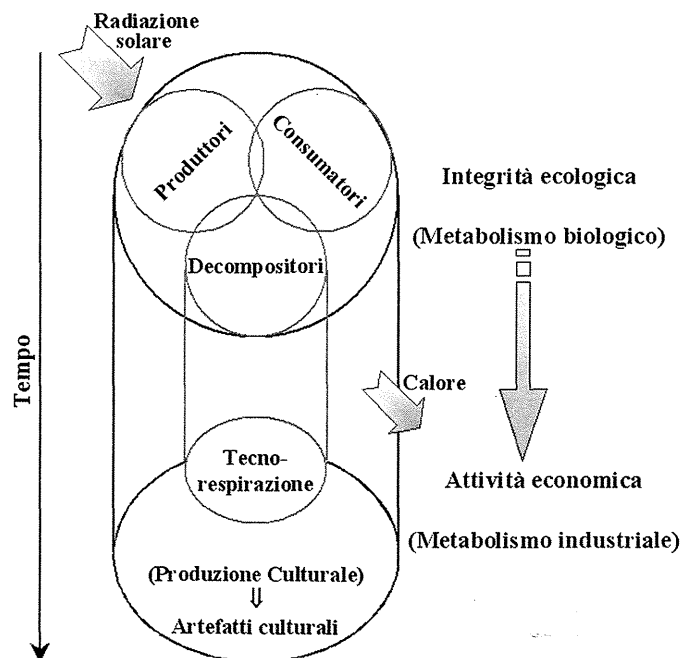 Radiazione
solare
Produttori
Consumatori
Integrità ecologica
(Metabolismo biologico)
Decompositori
Tempo
Calore
Tecno-
respirazione
Attività economica
(Metabolismo industriale)
(Produzione Culturale)
⇓
Artefatti culturali